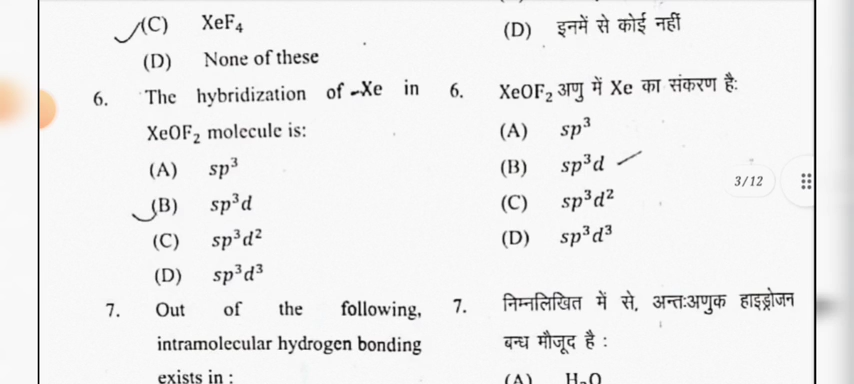 (C) XeF₄
(D) None of these
6. The hybridization of Xe in
XeOF₂ molecule is:
(A) sp³
(B) sp³d
(C) sp³d²
(D) sp³d³
7. Out of the following,
intramolecular hydrogen bonding
exists in :
(D) इनमें से कोई नहीं
6. XeOF₂ अणु में Xe का संकरण है:
(A) sp³
(B) sp³d
(C) sp³d²
(D) sp³d³
7. निम्नलिखित में से, अन्तःअणुक हाइड्रोजन
बन्ध मौजूद है :
(A) H₂O
3/12